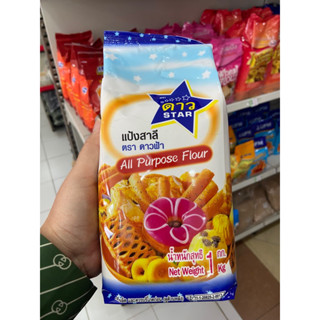 ดาว
STAR
แป้งสาลี
ตรา ดาวฟ้า
All Purpose Flour
น้ำหนักสุทธิ 1 กก.
Net Weight 1 Kg